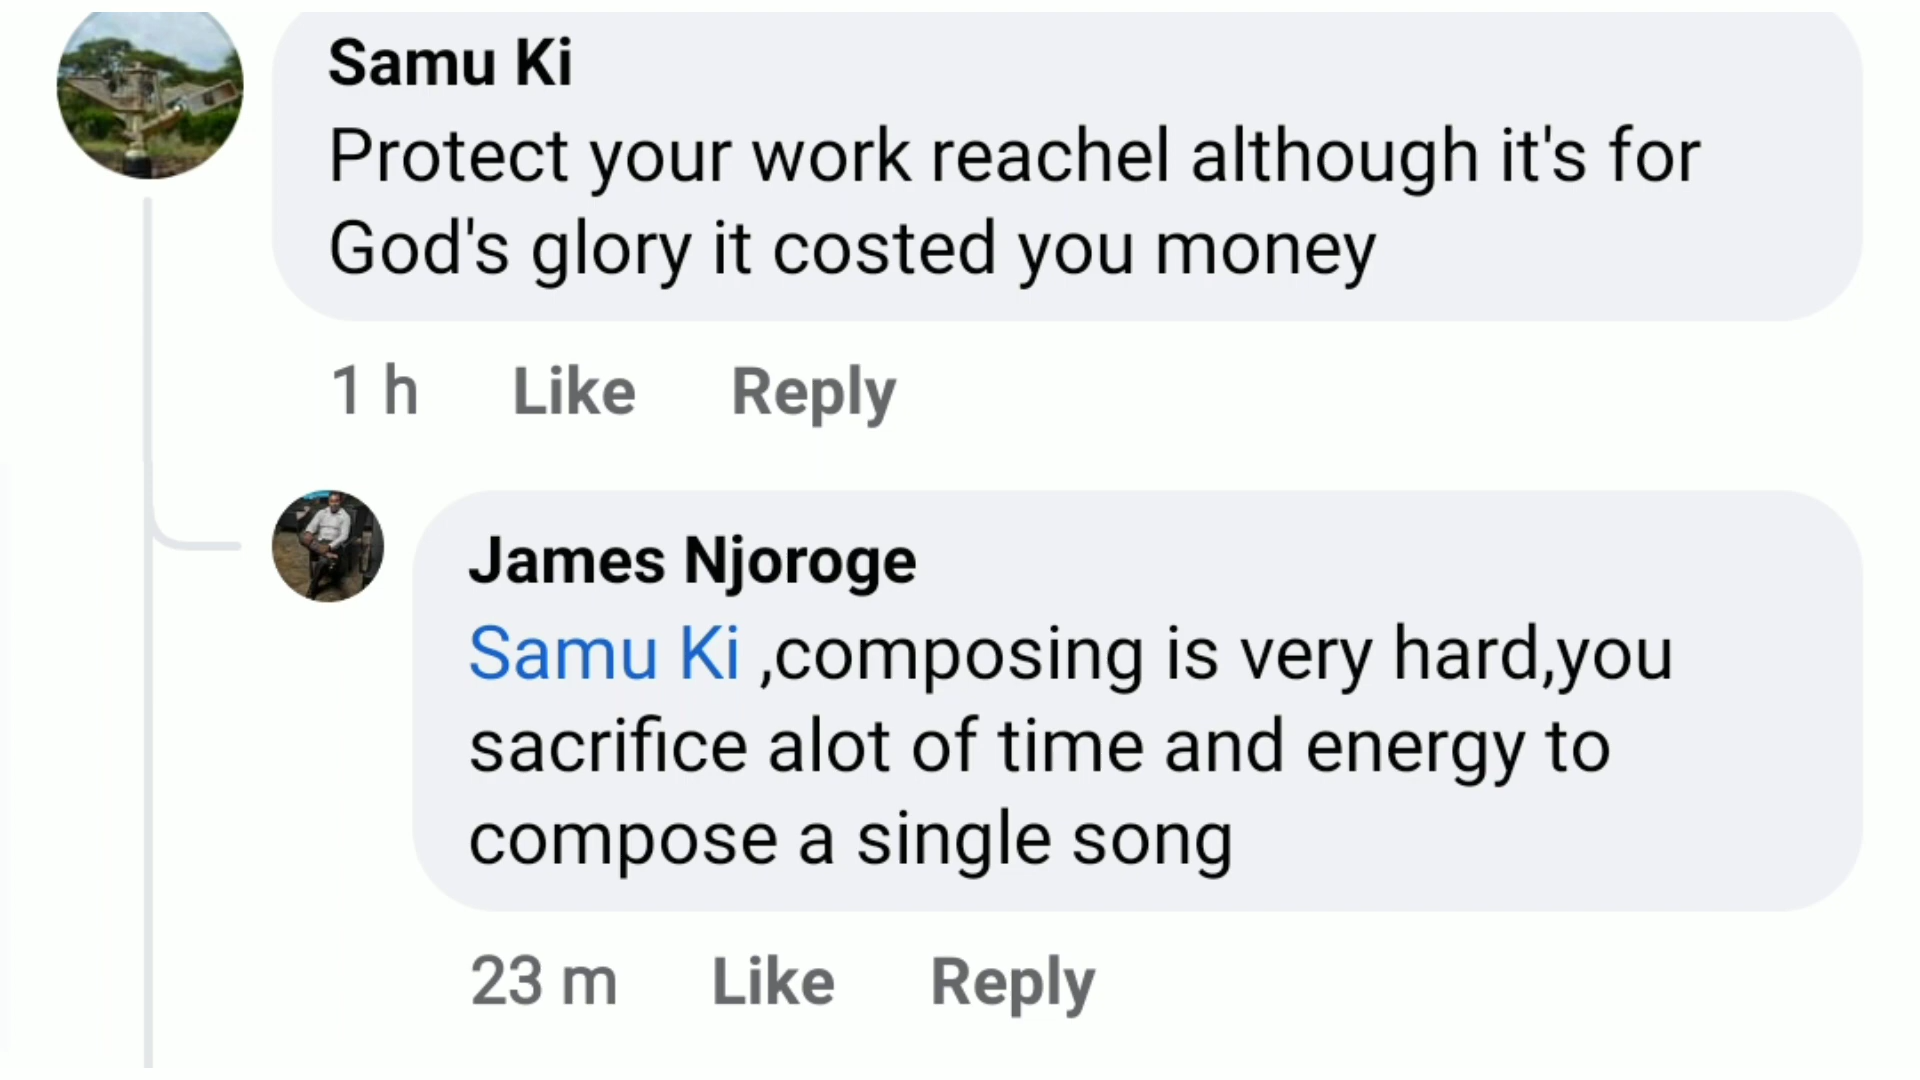 Samu Ki
Protect your work reachel although it's for
God's glory it costed you money
1 h Like Reply
James Njoroge
Samu Ki ,composing is very hard,you
sacrifice alot of time and energy to
compose a single song
23 m Like Reply